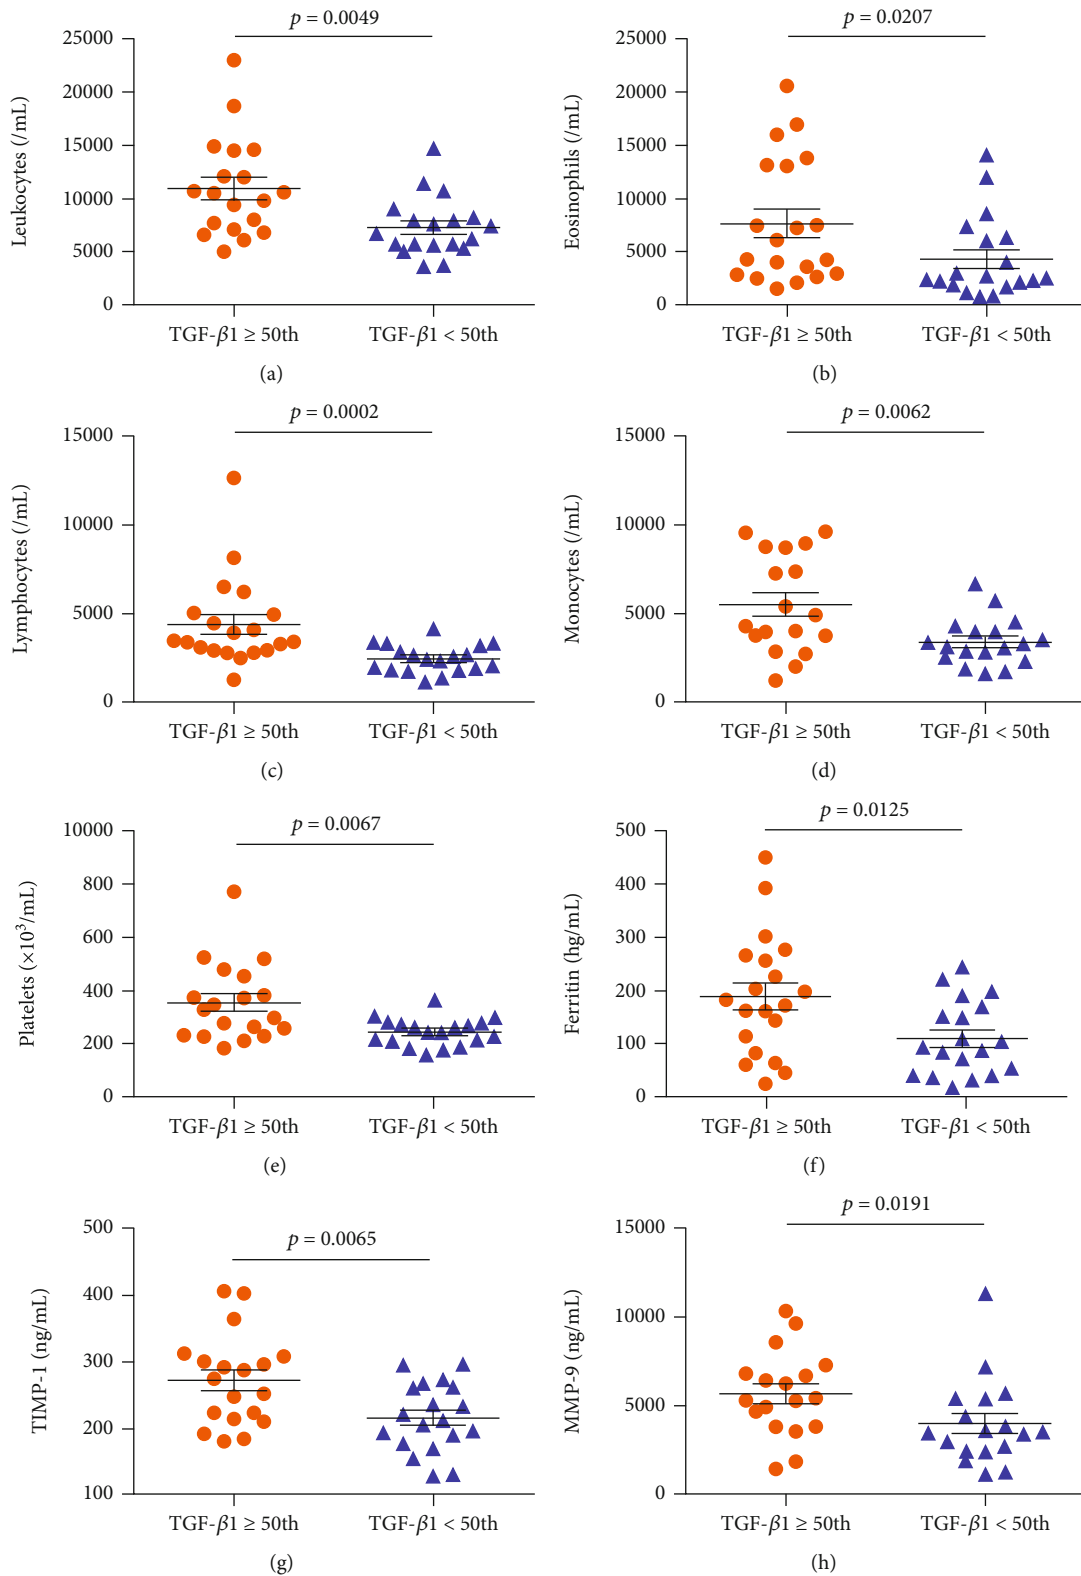 p = 0.0049
Leukocytes (/mL)
25000
20000
15000
10000
5000
0
TGF-β1 ≥ 50th
TGF-β1 < 50th
(a)
p = 0.0207
Eosinophils (/mL)
25000
20000
15000
10000
5000
0
TGF-β1 ≥ 50th
TGF-β1 < 50th
(b)
p = 0.0002
Lymphocytes (/mL)
15000
10000
5000
0
TGF-β1 ≥ 50th
TGF-β1 < 50th
(c)
p = 0.0062
Monocytes (/mL)
15000
10000
5000
0
TGF-β1 ≥ 50th
TGF-β1 < 50th
(d)
p = 0.0067
Platelets (×10³/mL)
10000
800
600
400
200
0
TGF-β1 ≥ 50th
TGF-β1 < 50th
(e)
p = 0.0125
Ferritin (hg/mL)
500
400
300
200
100
0
TGF-β1 ≥ 50th
TGF-β1 < 50th
(f)
p = 0.0065
TIMP-1 (ng/mL)
500
400
300
200
100
TGF-β1 ≥ 50th
TGF-β1 < 50th
(g)
p = 0.0191
MMP-9 (ng/mL)
15000
10000
5000
0
TGF-β1 ≥ 50th
TGF-β1 < 50th
(h)